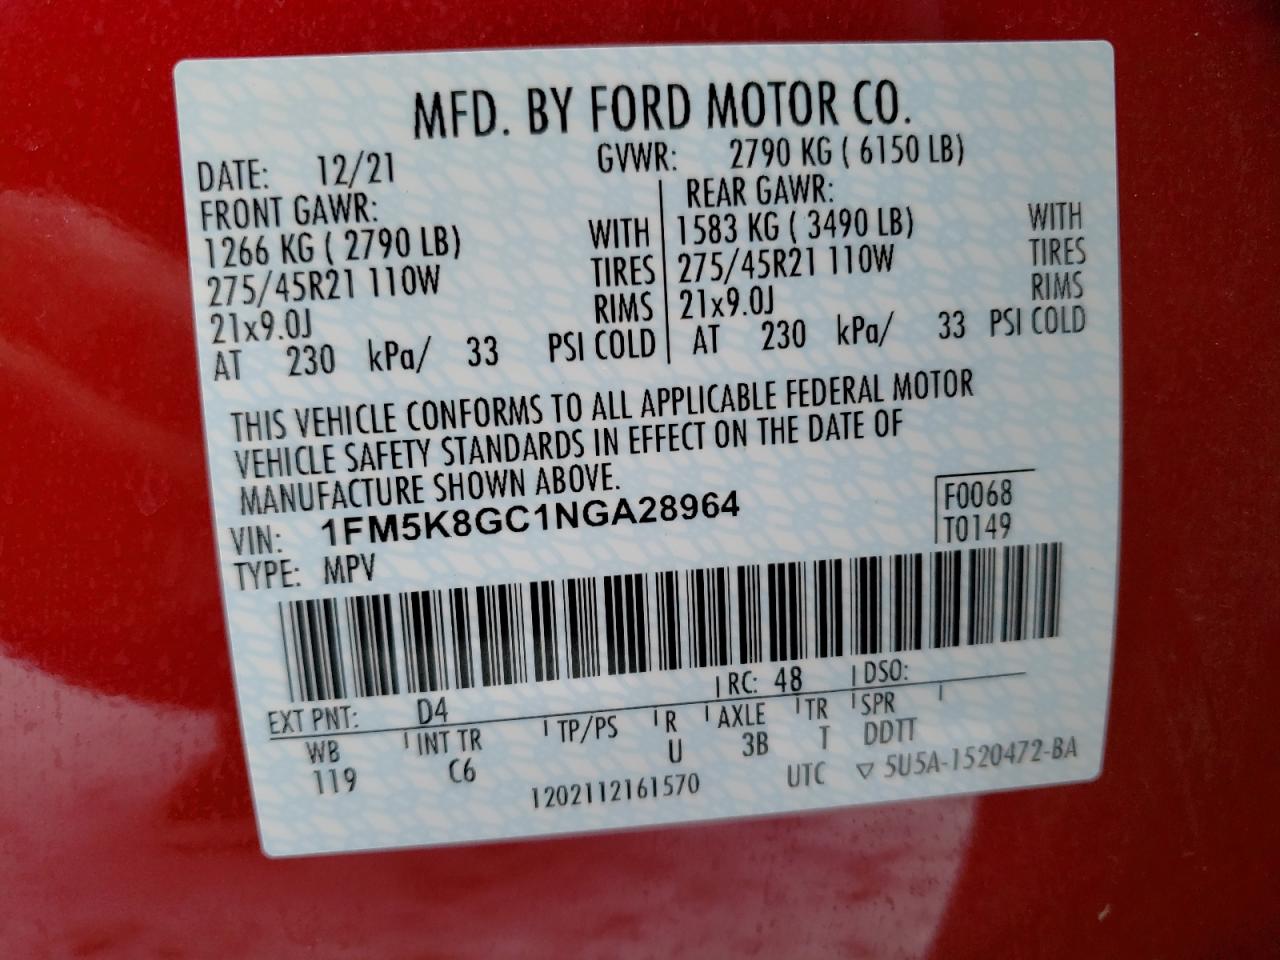 MFD. BY FORD MOTOR CO.
DATE: 12/21 GVWR: 2790 KG ( 6150 LB)
FRONT GAWR: REAR GAWR:
1266 KG ( 2790 LB) WITH 1583 KG ( 3490 LB) WITH
275/45R21 110W TIRES 275/45R21 110W TIRES
21x9.0J RIMS 21x9.0J RIMS
AT 230 kPa/ 33 PSI COLD AT 230 kPa/ 33 PSI COLD
THIS VEHICLE CONFORMS TO ALL APPLICABLE FEDERAL MOTOR
VEHICLE SAFETY STANDARDS IN EFFECT ON THE DATE OF
MANUFACTURE SHOWN ABOVE.
VIN: 1FM5K8GC1NGA28964 F0068
TYPE: MPV T0149
EXT PNT: D4 RC: 48 DSO:
WB INT TR TP/PS R AXLE TR SPR
119 C6 U 3B T DDTT
1202112161570 UTC ▽ 5U5A-1520472-BA